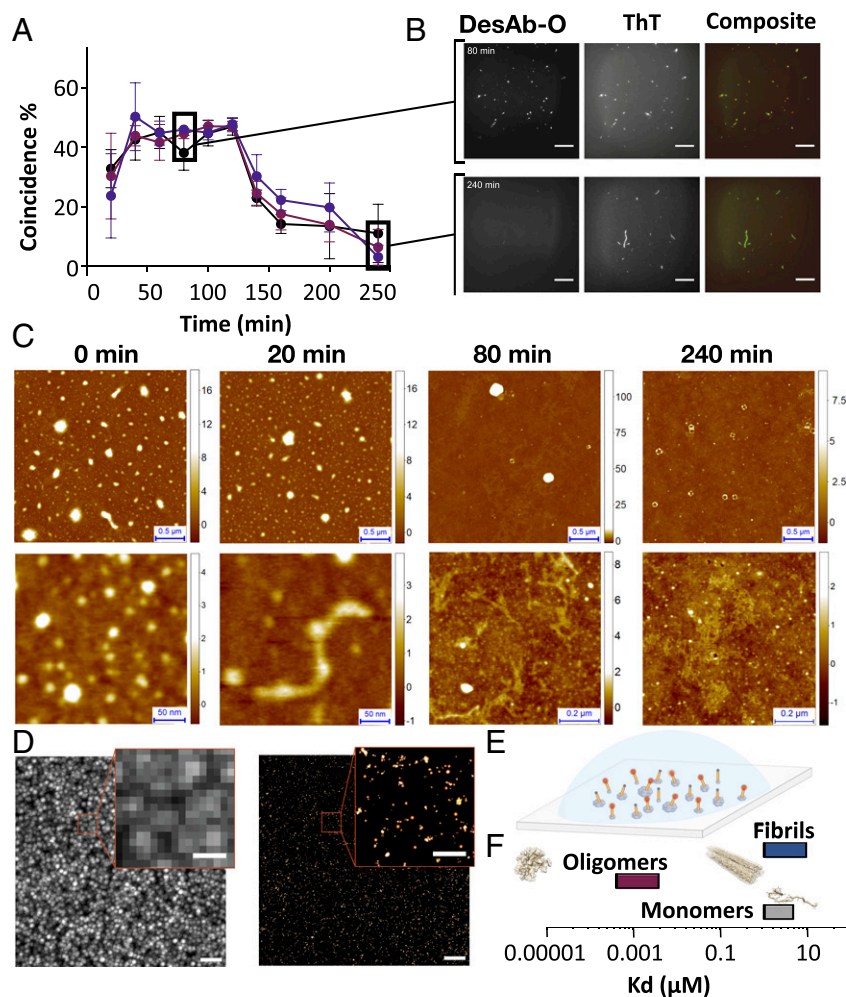 A
Coincidence %
60
40
20
0
0 50 100 150 200 250
Time (min)
B
DesAb-O ThT Composite
80 min
240 min
C
0 min 20 min 80 min 240 min
16
12
8
4
0
0.5 µm
16
12
8
4
0
0.5 µm
100
75
50
25
0
0.5 µm
7.5
5.0
2.5
0.5 µm
4
3
2
1
0
50 nm
3
2
1
0
-1
50 nm
8
6
4
2
0
0.2 µm
2
1
0
-1
0.2 µm
D
E
F
Fibrils
Oligomers
Monomers
0.00001 0.001 0.1 10
Kd (µM)